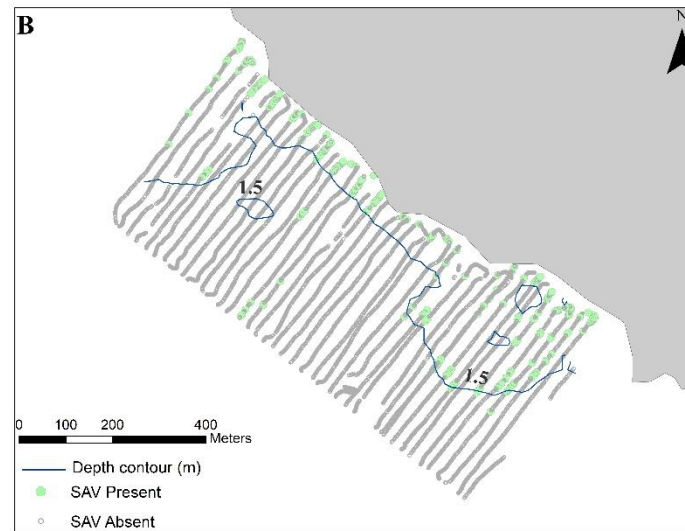 B
N
1.5
1.5
0 100 200 400
Meters
Depth contour (m)
SAV Present
SAV Absent